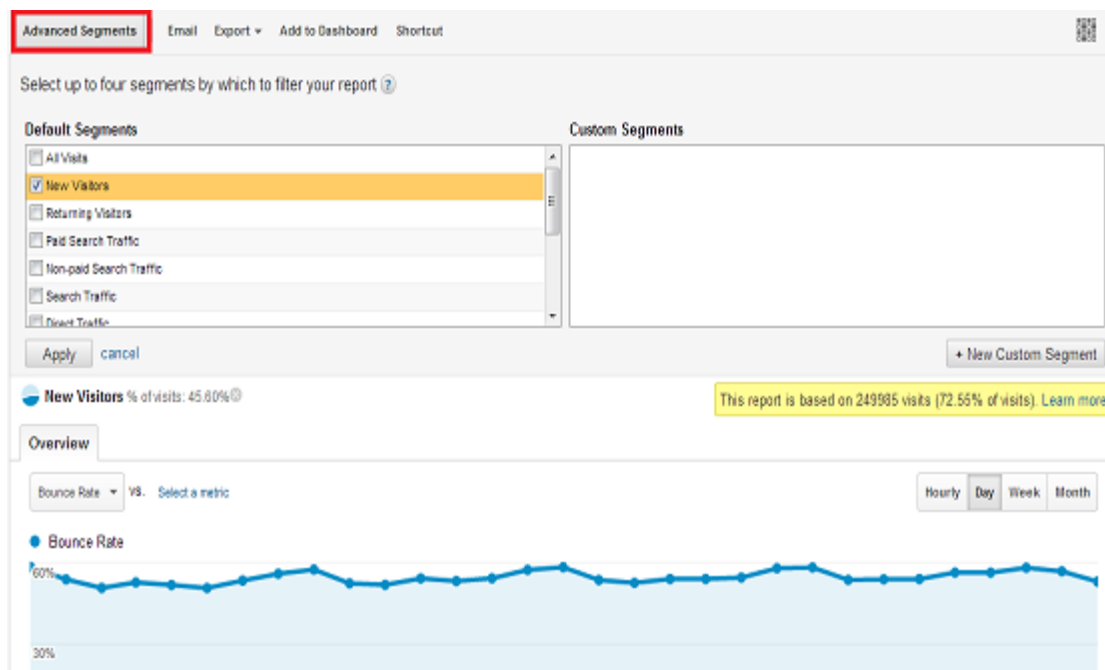 Advanced Segments Email Export Add to Dashboard Shortcut
Select up to four segments by which to filter your report ?
Default Segments
Custom Segments
All Visits
New Visitors
Returning Visitors
Paid Search Traffic
Non-paid Search Traffic
Search Traffic
Direct Traffic
Apply cancel
+ New Custom Segment
New Visitors % of visits: 45.60%
This report is based on 249985 visits (72.55% of visits). Learn more
Overview
Bounce Rate VS. Select a metric
Hourly Day Week Month
Bounce Rate
60%
30%